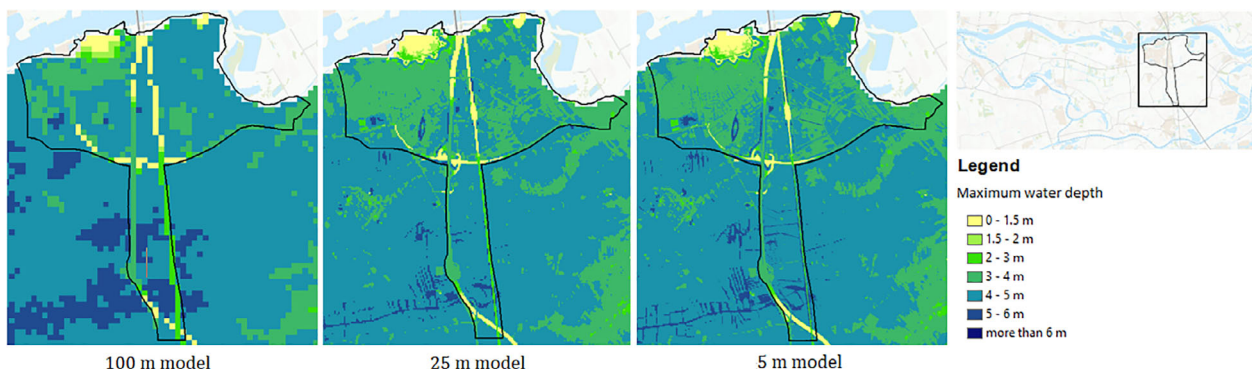 100 m model
25 m model
5 m model
Legend
Maximum water depth
0 - 1.5 m
1.5 - 2 m
2 - 3 m
3 - 4 m
4 - 5 m
5 - 6 m
more than 6 m